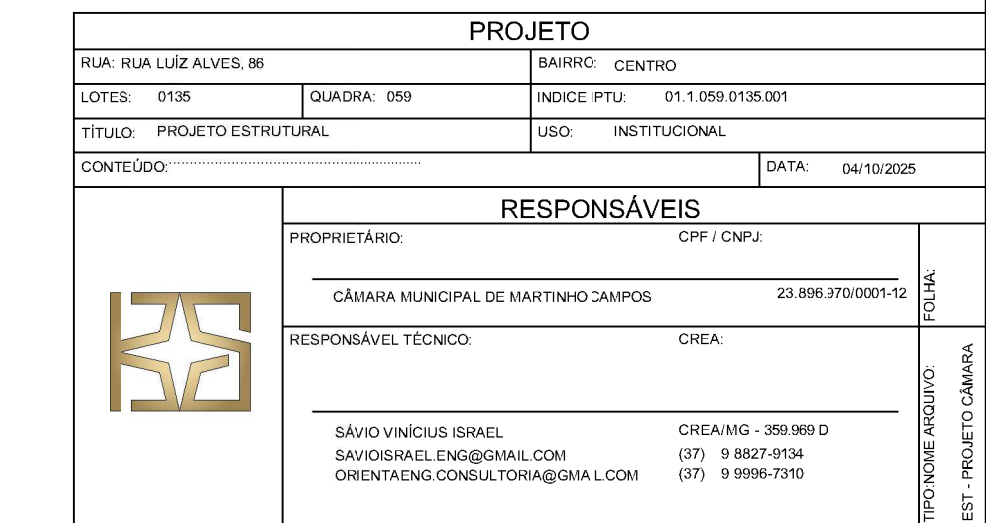 PROJETO
RUA: RUA LUÍZ ALVES, 86
BAIRRO: CENTRO
LOTES: 0135
QUADRA: 059
INDICE IPTU: 01.1.059.0135.001
TÍTULO: PROJETO ESTRUTURAL
USO: INSTITUCIONAL
CONTEÚDO:
DATA: 04/10/2025
RESPONSÁVEIS
PROPRIETÁRIO:
CPF / CNPJ:
CÂMARA MUNICIPAL DE MARTINHO CAMPOS
23.896.970/0001-12
FOLHA:
RESPONSÁVEL TÉCNICO:
CREA:
SÁVIO VINÍCIUS ISRAEL
CREA/MG - 359.969 D
SAVIOISRAEL.ENG@GMAIL.COM
(37) 9 8827-9134
ORIENTAENG.CONSULTORIA@GMAIL.COM
(37) 9 9996-7310
TIPO:NOME ARQUIVO:
EST - PROJETO CÂMARA